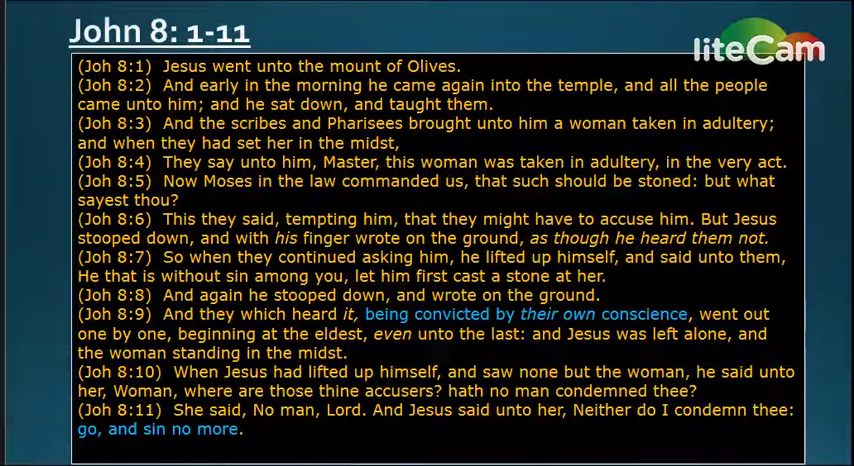 John 8: 1-11
liteCam
(Joh 8:1)  Jesus went unto the mount of Olives.
(Joh 8:2)  And early in the morning he came again into the temple, and all the people
came unto him; and he sat down, and taught them.
(Joh 8:3)  And the scribes and Pharisees brought unto him a woman taken in adultery;
and when they had set her in the midst,
(Joh 8:4)  They say unto him, Master, this woman was taken in adultery, in the very act.
(Joh 8:5)  Now Moses in the law commanded us, that such should be stoned: but what
sayest thou?
(Joh 8:6)  This they said, tempting him, that they might have to accuse him. But Jesus
stooped down, and with his finger wrote on the ground, as though he heard them not.
(Joh 8:7)  So when they continued asking him, he lifted up himself, and said unto them,
He that is without sin among you, let him first cast a stone at her.
(Joh 8:8)  And again he stooped down, and wrote on the ground.
(Joh 8:9)  And they which heard it, being convicted by their own conscience, went out
one by one, beginning at the eldest, even unto the last: and Jesus was left alone, and
the woman standing in the midst.
(Joh 8:10)  When Jesus had lifted up himself, and saw none but the woman, he said unto
her, Woman, where are those thine accusers? hath no man condemned thee?
(Joh 8:11)  She said, No man, Lord. And Jesus said unto her, Neither do I condemn thee:
go, and sin no more.